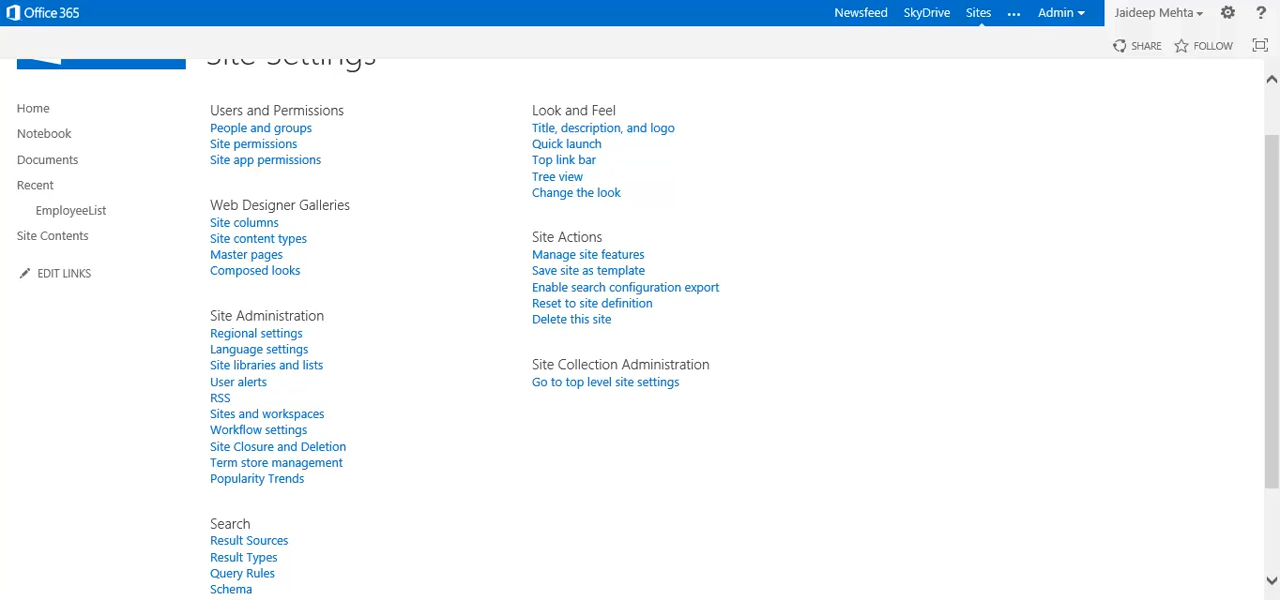 Office 365
Newsfeed SkyDrive Sites ... Admin Jaideep Mehta ?
SHARE FOLLOW
Site Settings
Home
Notebook
Documents
Recent
EmployeeList
Site Contents
EDIT LINKS
Users and Permissions
People and groups
Site permissions
Site app permissions
Web Designer Galleries
Site columns
Site content types
Master pages
Composed looks
Site Administration
Regional settings
Language settings
Site libraries and lists
User alerts
RSS
Sites and workspaces
Workflow settings
Site Closure and Deletion
Term store management
Popularity Trends
Search
Result Sources
Result Types
Query Rules
Schema
Look and Feel
Title, description, and logo
Quick launch
Top link bar
Tree view
Change the look
Site Actions
Manage site features
Save site as template
Enable search configuration export
Reset to site definition
Delete this site
Site Collection Administration
Go to top level site settings